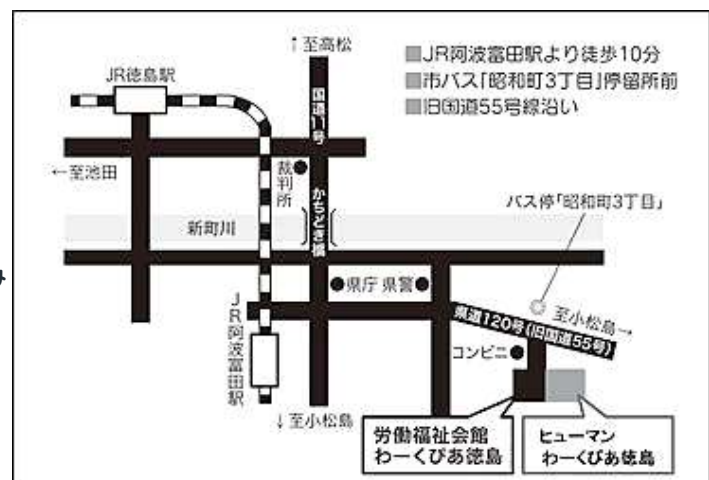 ↑至高松
■JR阿波富田駅より徒歩10分
■市バス「昭和町3丁目」停留所前
■旧国道55号線沿い
JR徳島駅
国道11号
←至池田
裁判所
かちどき橋
バス停「昭和町3丁目」
新町川
●県庁 県警●
JR阿波富田駅
県道120号(旧国道55号)
至小松島→
コンビニ●
↓至小松島
労働福祉会館
わーくぴあ徳島
ヒューマン
わーくぴあ徳島